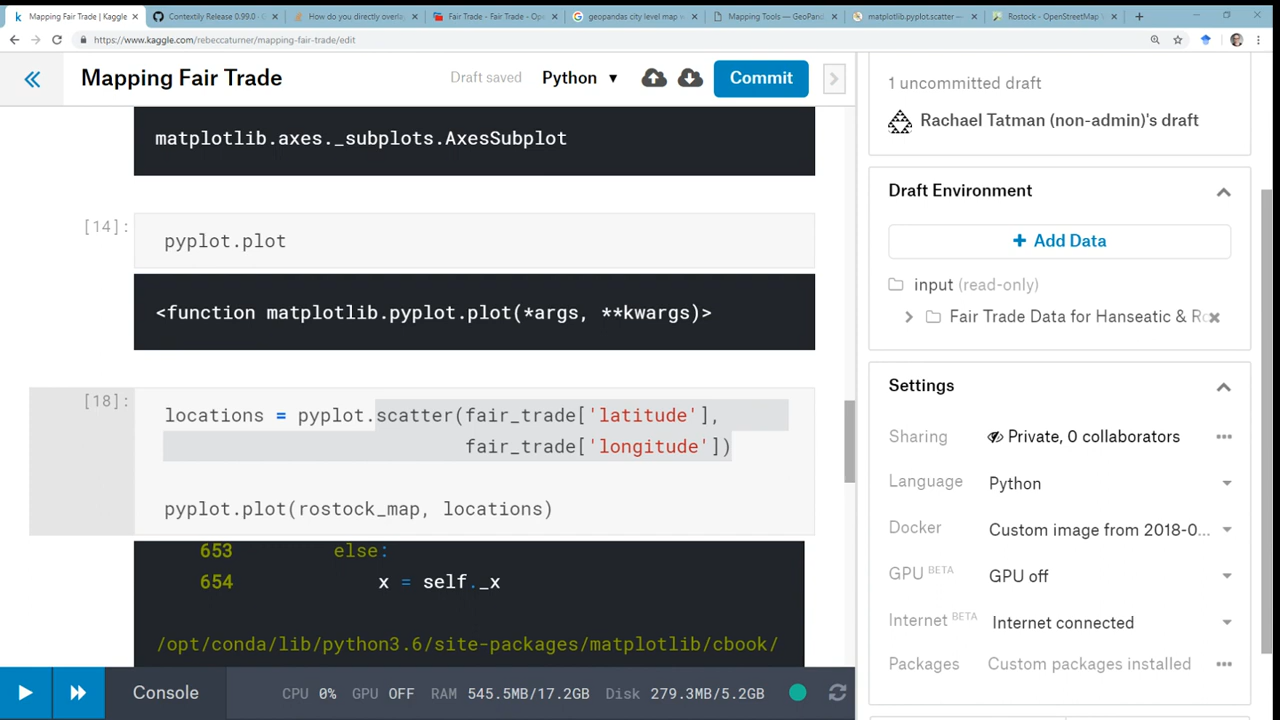 Mapping Fair Trade | Kaggle
Contextily Release 0.99.0 -
How do you directly overlay
Fair Trade - Fair Trade - Open
geopandas city level map w
Mapping Tools — GeoPanda
matplotlib.pyplot.scatter —
Rostock - OpenStreetMap W
https://www.kaggle.com/rebeccaturner/mapping-fair-trade/edit
Mapping Fair Trade
Draft saved
Python
Commit
matplotlib.axes._subplots.AxesSubplot
[14]:
pyplot.plot
<function matplotlib.pyplot.plot(*args, **kwargs)>
[18]:
locations = pyplot.scatter(fair_trade['latitude'],
fair_trade['longitude'])
pyplot.plot(rostock_map, locations)
653 else:
654 x = self._x
/opt/conda/lib/python3.6/site-packages/matplotlib/cbook/
Console
CPU 0% GPU OFF RAM 545.5MB/17.2GB Disk 279.3MB/5.2GB
1 uncommitted draft
Rachael Tatman (non-admin)'s draft
Draft Environment
+ Add Data
input (read-only)
Fair Trade Data for Hanseatic & Ro
Settings
Sharing Private, 0 collaborators
Language Python
Docker Custom image from 2018-0...
GPU BETA GPU off
Internet BETA Internet connected
Packages Custom packages installed